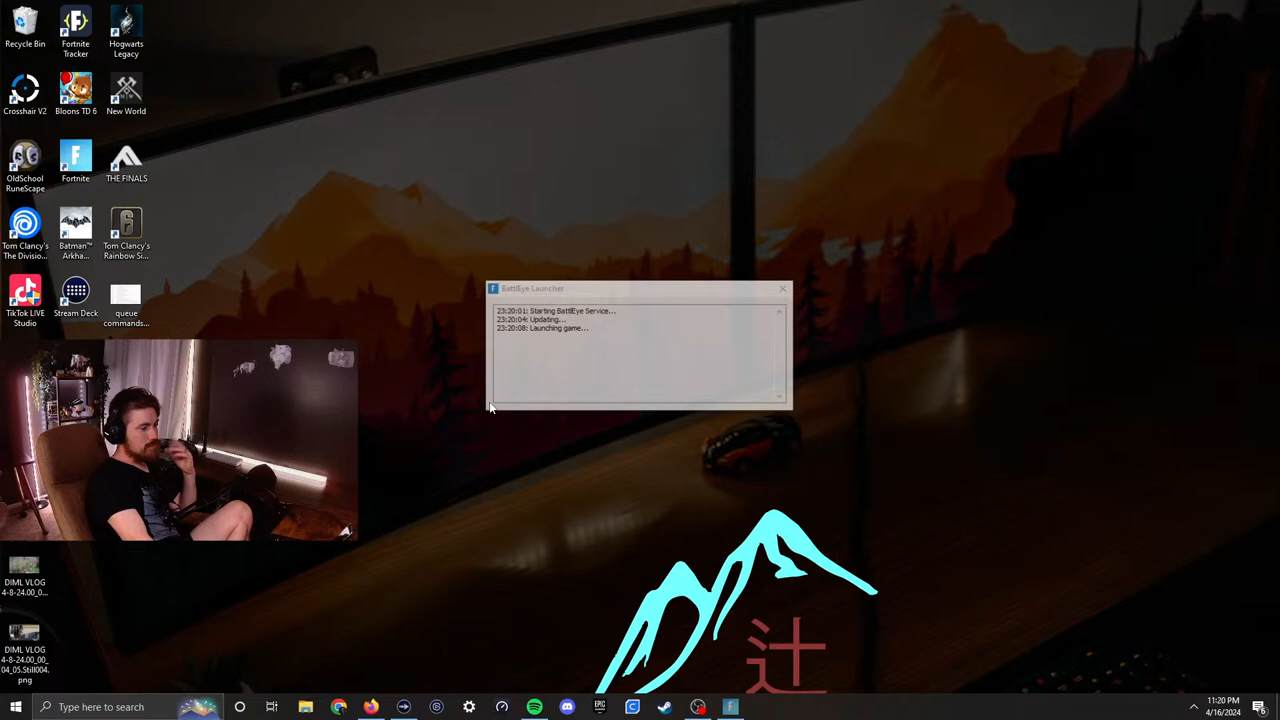 Recycle Bin
Fortnite
Tracker
Hogwarts
Legacy
Crosshair V2
Bloons TD 6
New World
OldSchool
RuneScape
Fortnite
THE FINALS
Tom Clancy's
The Divisio...
Batman™
Arkha...
Tom Clancy's
Rainbow Si...
TikTok LIVE
Studio
Stream Deck
queue
commands...
BattlEye Launcher
23:20:01: Starting BattlEye Service...
23:20:04: Updating...
23:20:08: Launching game...
DIML VLOG
4-8-24.00_0...
DIML VLOG
4-8-24.00_00
_04_05.Still004.
png
辻
Type here to search
11:20 PM
4/16/2024
6